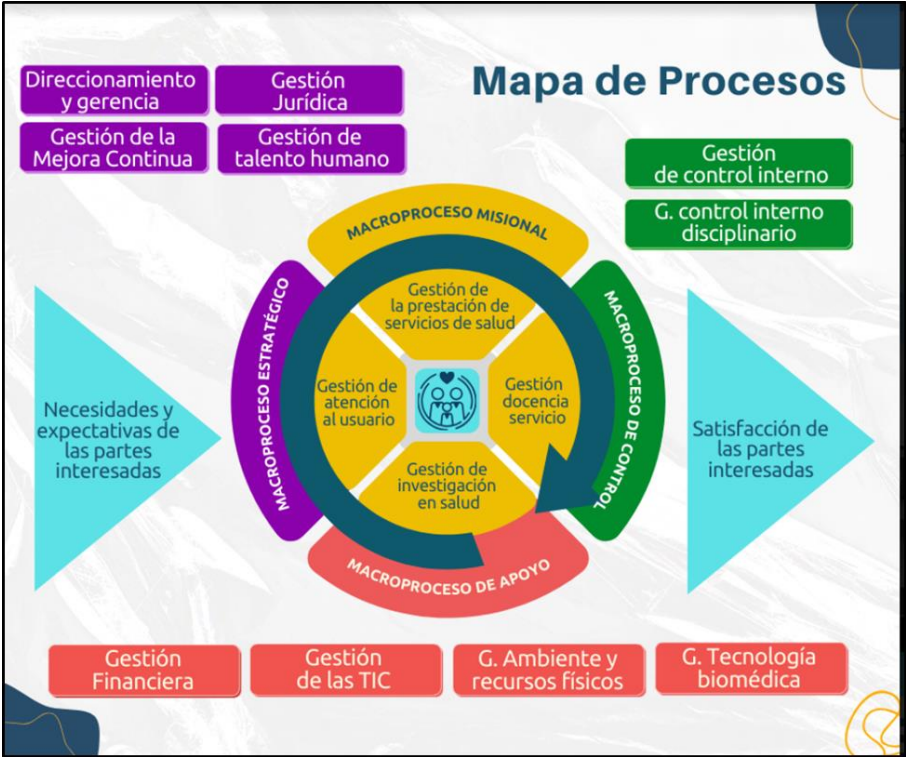 Mapa de Procesos
Direccionamiento
y gerencia
Gestión
Jurídica
Gestión de la
Mejora Continua
Gestión de
talento humano
Gestión
de control interno
G. control interno
disciplinario
MACROPROCESO MISIONAL
MACROPROCESO ESTRATÉGICO
MACROPROCESO DE CONTROL
Gestión de
la prestación de
servicios de salud
Gestión de
atención
al usuario
Gestión
docencia
servicio
Gestión de
investigación
en salud
Necesidades y
expectativas de
las partes
interesadas
Satisfacción de
las partes
interesadas
MACROPROCESO DE APOYO
Gestión
Financiera
Gestión
de las TIC
G. Ambiente y
recursos físicos
G. Tecnología
biomédica